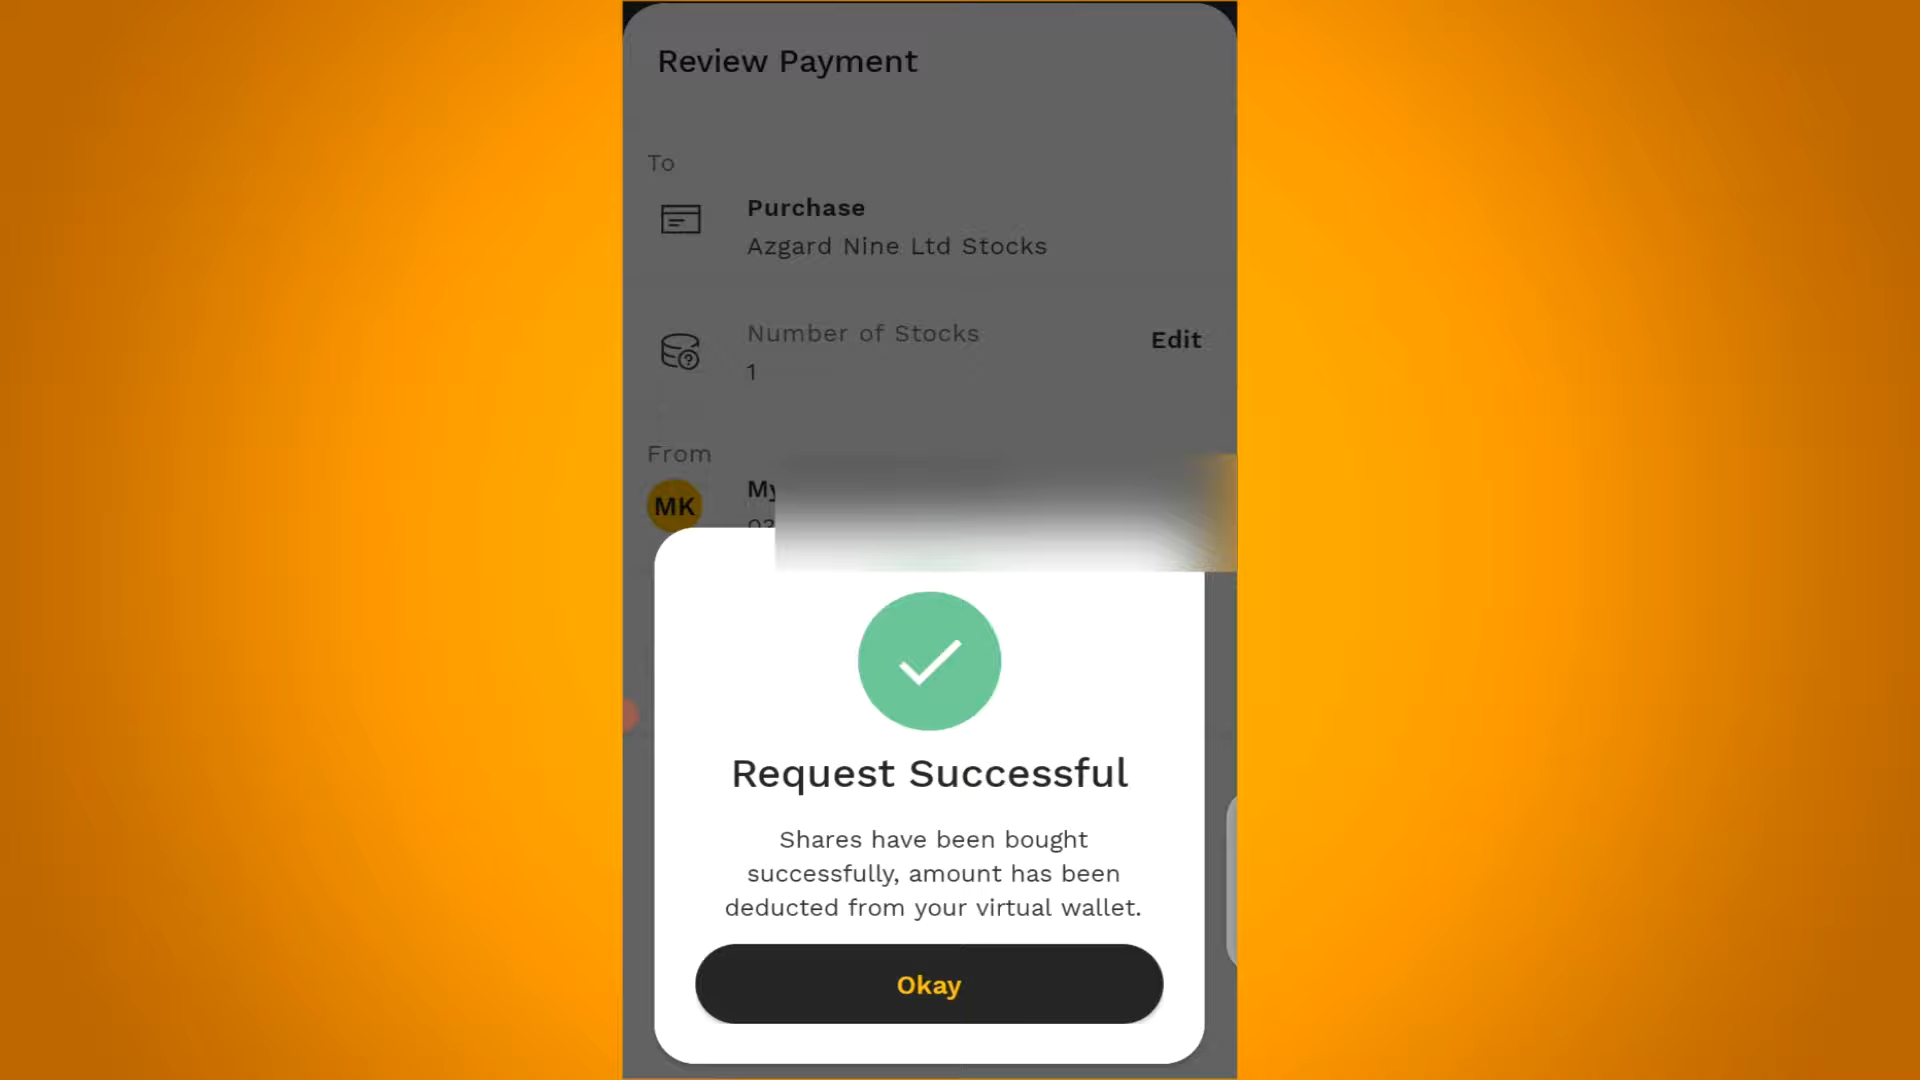 Review Payment
To
Purchase
Azgard Nine Ltd Stocks
Number of Stocks
Edit
1
From
MK
My
Request Successful
Shares have been bought
successfully, amount has been
deducted from your virtual wallet.
Okay